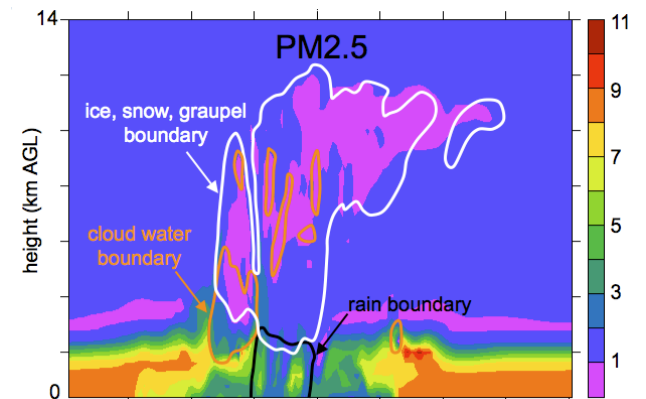 14
PM2.5
11
9
7
5
3
1
ice, snow, graupel
boundary
height (km AGL)
cloud water
boundary
rain boundary
0